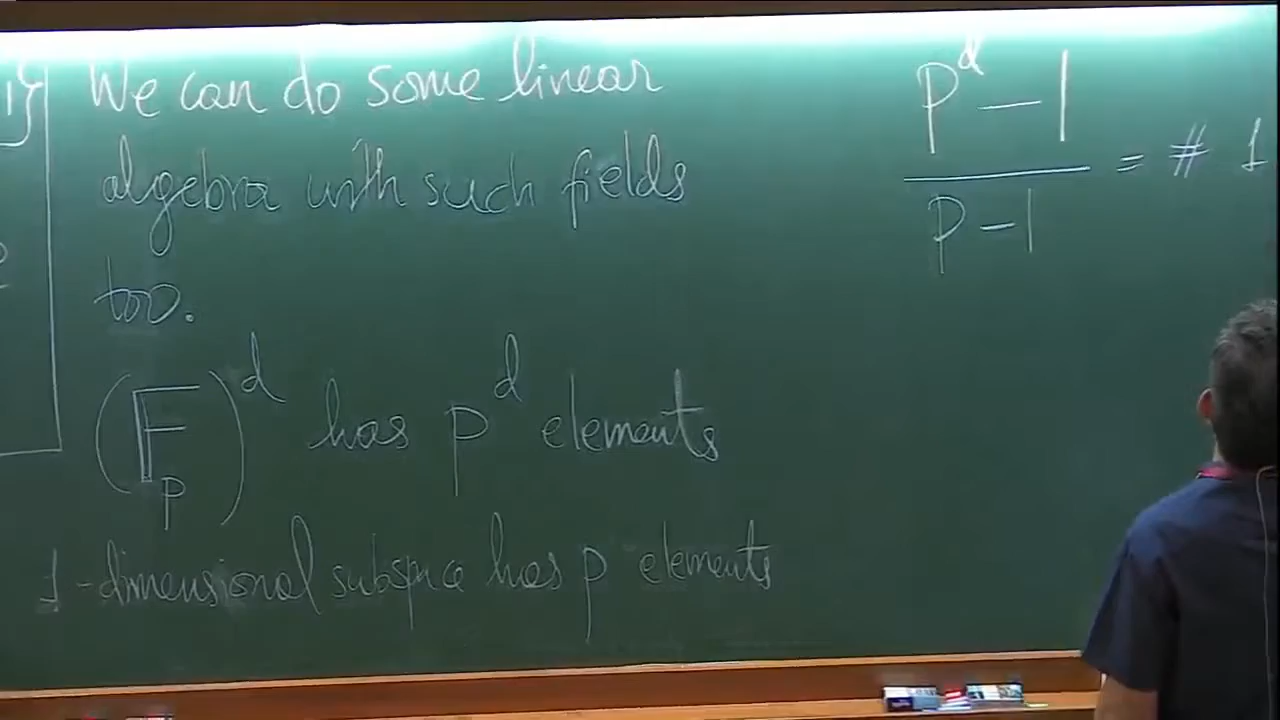 We can do some linear
algebra with such fields
too.
(𝔽_p)^d has p^d elements
1-dimensional subspace has p elements
1}
p^d - 1
p - 1
= # 1